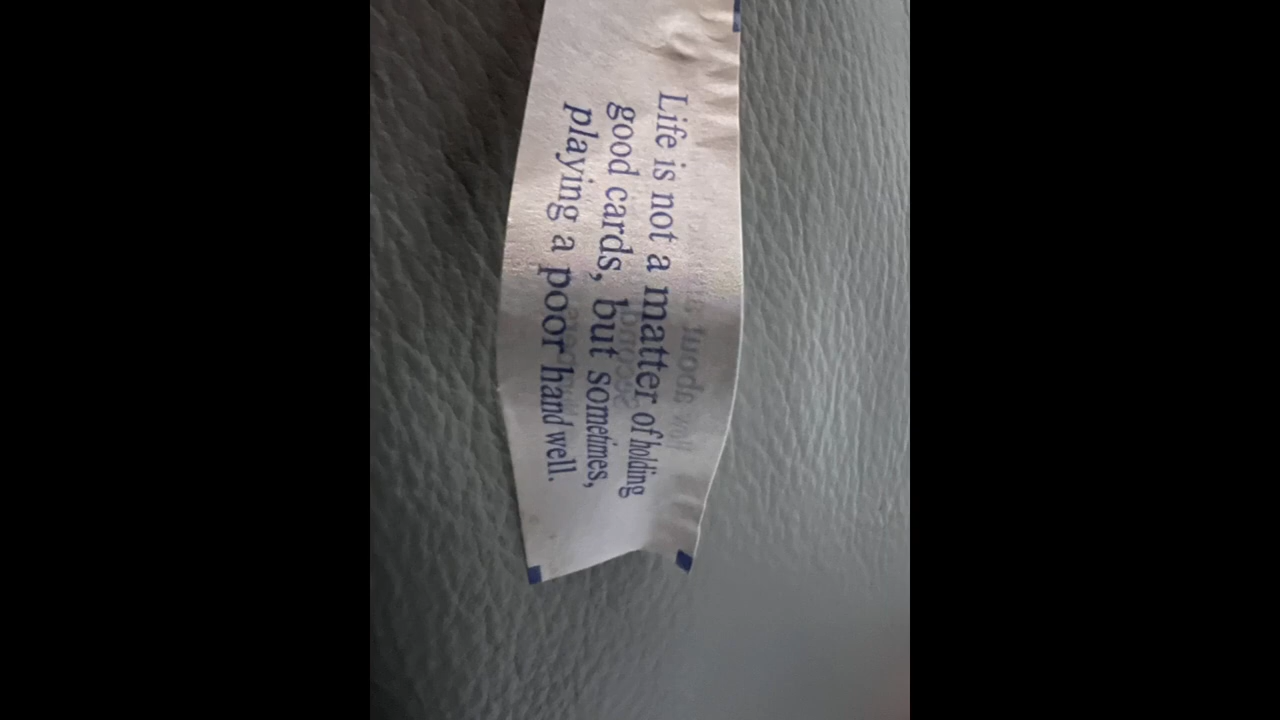 Life is not a matter of holding
good cards, but sometimes,
playing a poor hand well.